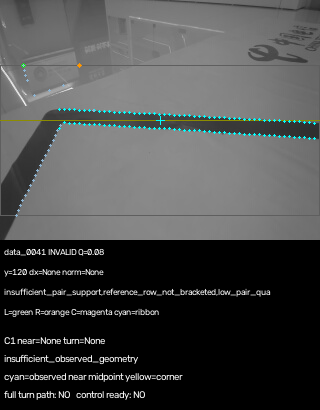 data_0041 INVALID Q=0.08
y=120 dx=None norm=None
insufficient_pair_support,reference_row_not_bracketed,low_pair_qua
L=green R=orange C=magenta cyan=ribbon
C1 near=None turn=None
insufficient_observed_geometry
cyan=observed near midpoint yellow=corner
full turn path: NO control ready: NO